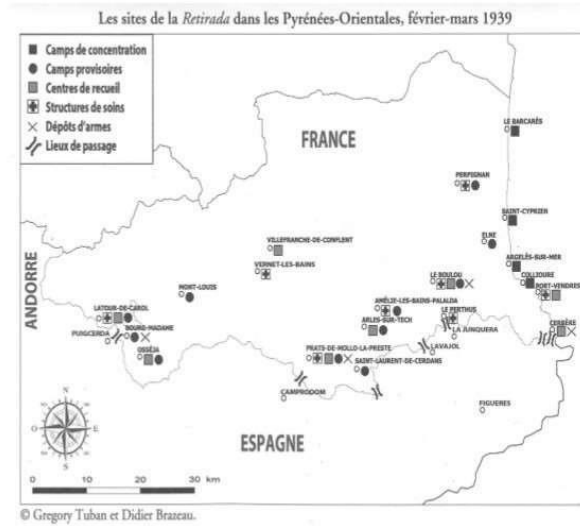 Les sites de la Retirada dans les Pyrénées-Orientales, février-mars 1939
Camps de concentration
Camps provisoires
Centres de recueil
Structures de soins
Dépôts d'armes
Lieux de passage
FRANCE
LE BARCARÈS
PERPIGNAN
SAINT-CYPRIEN
ELNE
VILLEFRANCHE-DE-CONFLENT
ARGELÈS-SUR-MER
VERNET-LES-BAINS
LE BOULOU
COLLIOURE
PORT-VENDRES
MONT-LOUIS
ANDORRE
AMÉLIE-LES-BAINS-PALALDA
LATOUR-DE-CAROL
LE PERTHUS
ARLES-SUR-TECH
CERBÈRE
PUIGCERDA
BOURG-MADAME
LA JUNQUERA
OSSÉJA
PRATS-DE-MOLLO-LA-PRESTE
LAVAJOL
SAINT-LAURENT-DE-CERDANS
CAMPRODOM
FIGUERES
ESPAGNE
N
O
E
S
km
0 10 20 30
© Gregory Tuban et Didier Brazeau.